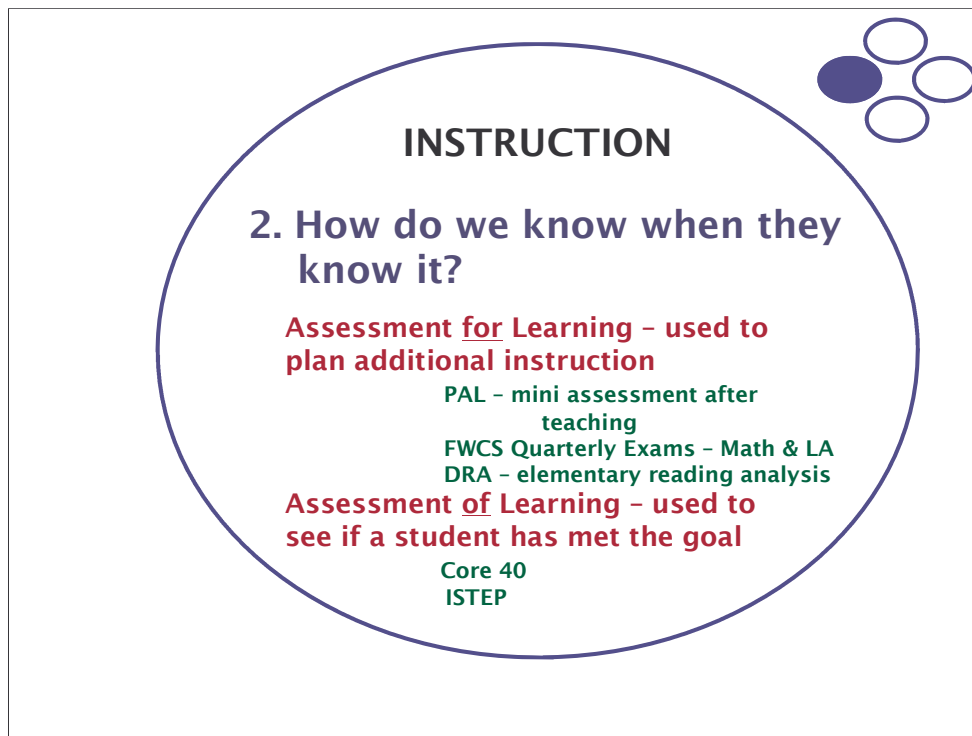 INSTRUCTION
2. How do we know when they
know it?
Assessment for Learning – used to
plan additional instruction
PAL – mini assessment after
teaching
FWCS Quarterly Exams – Math & LA
DRA – elementary reading analysis
Assessment of Learning – used to
see if a student has met the goal
Core 40
ISTEP